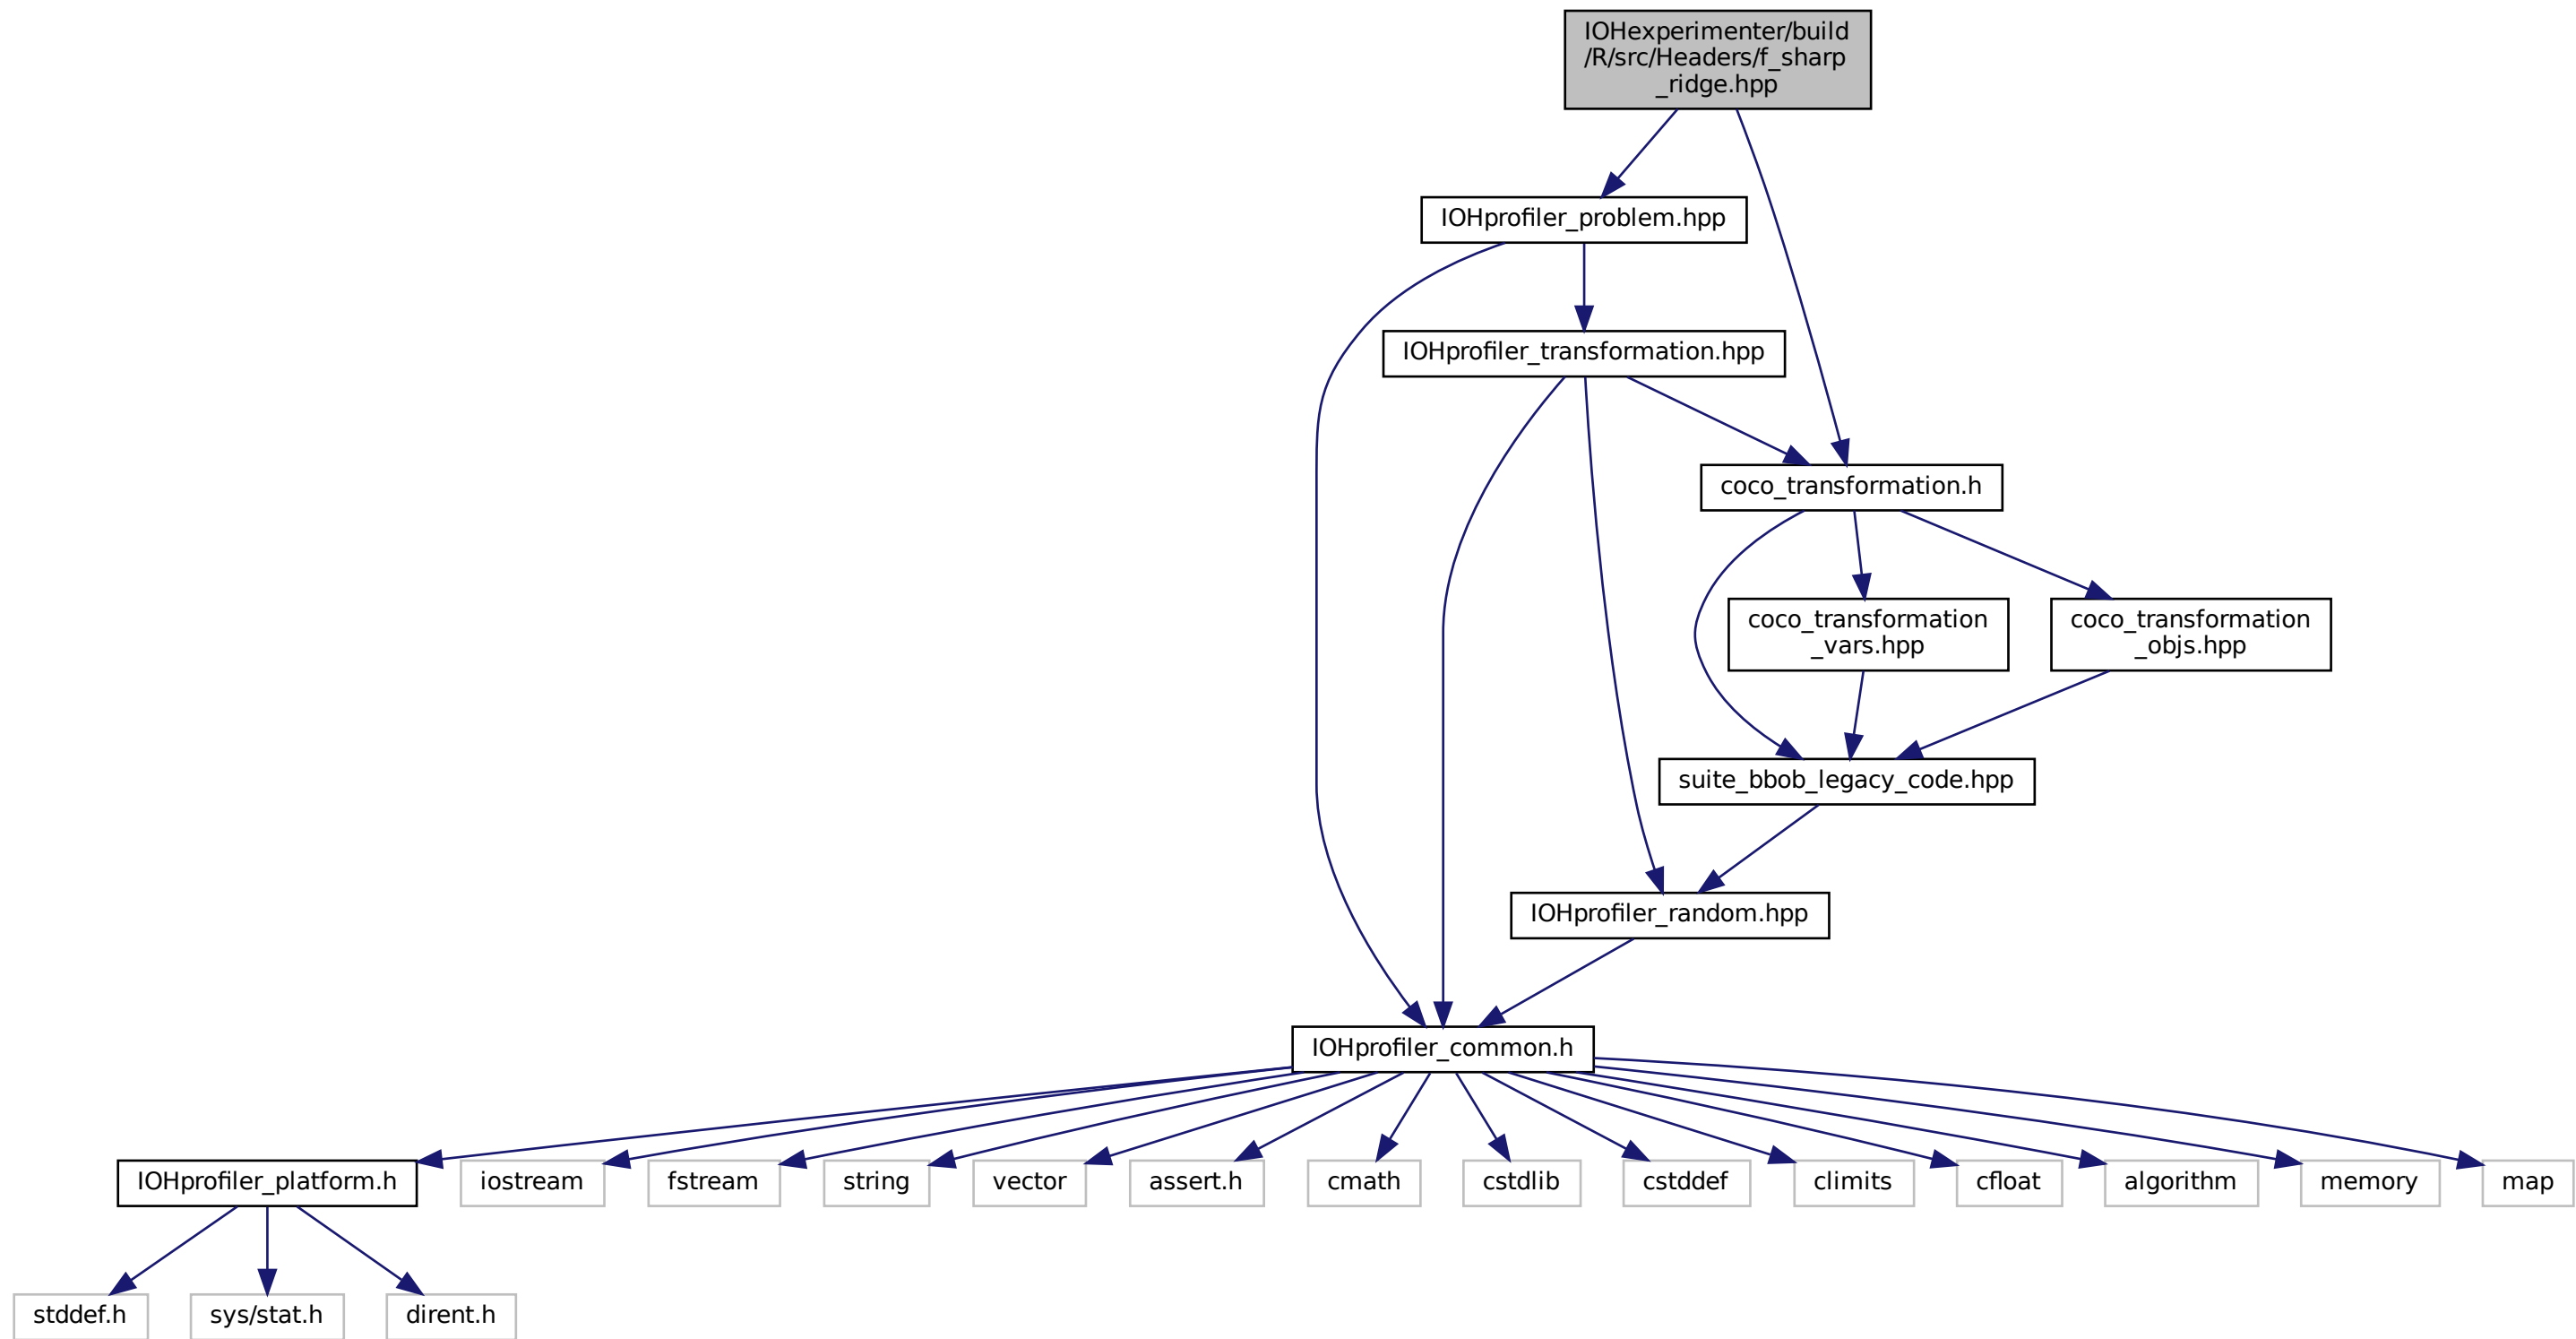 IOHexperimenter/build
/R/src/Headers/f_sharp
_ridge.hpp
IOHprofiler_problem.hpp
IOHprofiler_transformation.hpp
coco_transformation.h
coco_transformation
_vars.hpp
coco_transformation
_objs.hpp
suite_bbob_legacy_code.hpp
IOHprofiler_random.hpp
IOHprofiler_common.h
IOHprofiler_platform.h
iostream
fstream
string
vector
assert.h
cmath
cstdlib
cstddef
climits
cfloat
algorithm
memory
map
stddef.h
sys/stat.h
dirent.h